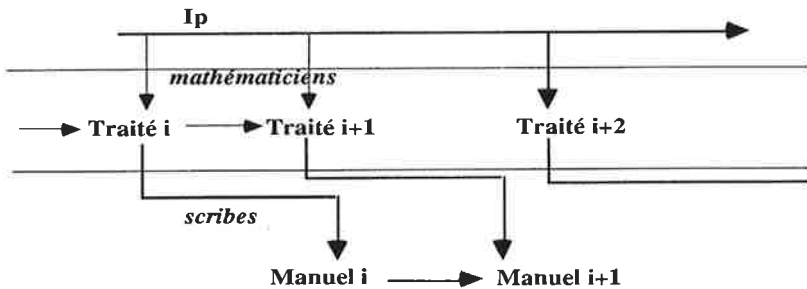 Ip
mathématiciens
Traité i Traité i+1 Traité i+2
scribes
Manuel i Manuel i+1